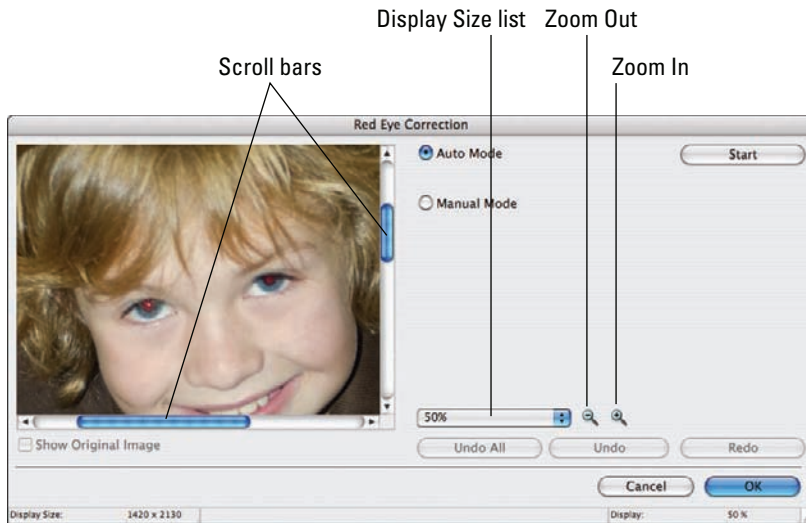 Display Size list Zoom Out
Scroll bars Zoom In
Red Eye Correction
Auto Mode Start
Manual Mode
50%
Show Original Image Undo All Undo Redo
Cancel OK
Display Size: 1420 x 2130 Display: 50 %